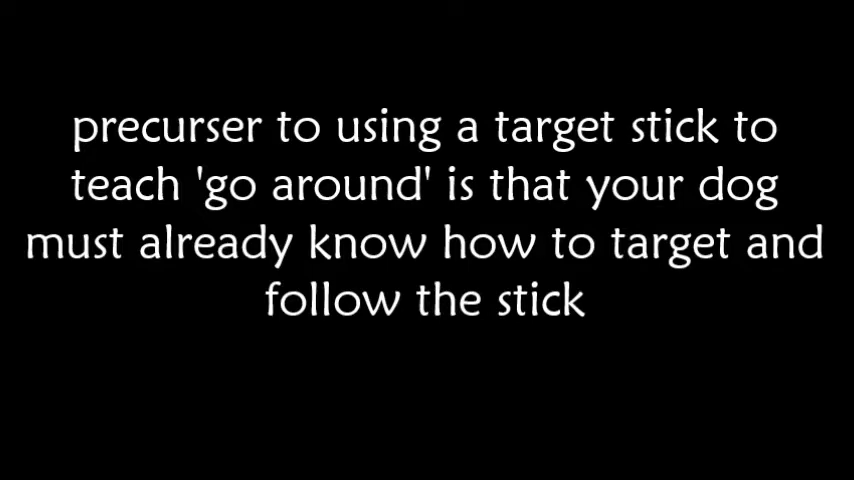 precurser to using a target stick to
teach 'go around' is that your dog
must already know how to target and
follow the stick